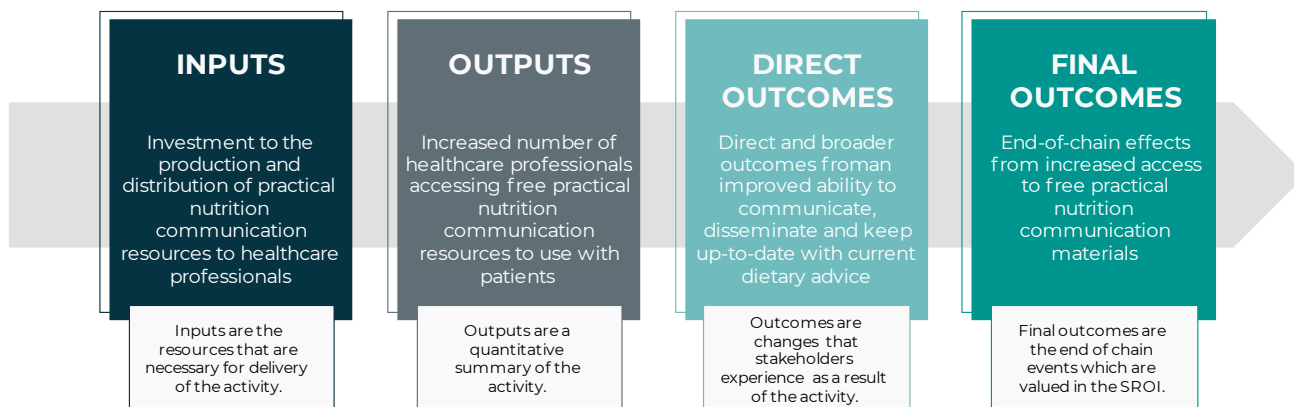 INPUTS
Investment to the
production and
distribution of practical
nutrition
communication
resources to healthcare
professionals
Inputs are the
resources that are
necessary for delivery
of the activity.
OUTPUTS
Increased number of
healthcare professionals
accessing free practical
nutrition
communication
resources to use with
patients
Outputs are a
quantitative
summary of the
activity.
DIRECT
OUTCOMES
Direct and broader
outcomes froman
improved ability to
communicate,
disseminate and keep
up-to-date with current
dietary advice
Outcomes are
changes that
stakeholders
experience as a result
of the activity.
FINAL
OUTCOMES
End-of-chain effects
from increased access
to free practical
nutrition
communication
materials
Final outcomes are
the end of chain
events which are
valued in the SROI.